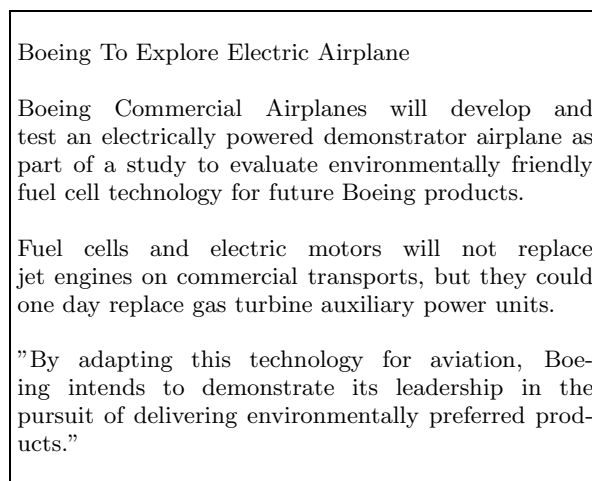 Boeing To Explore Electric Airplane
Boeing Commercial Airplanes will develop and
test an electrically powered demonstrator airplane as
part of a study to evaluate environmentally friendly
fuel cell technology for future Boeing products.
Fuel cells and electric motors will not replace
jet engines on commercial transports, but they could
one day replace gas turbine auxiliary power units.
”By adapting this technology for aviation, Boe-
ing intends to demonstrate its leadership in the
pursuit of delivering environmentally preferred prod-
ucts.”